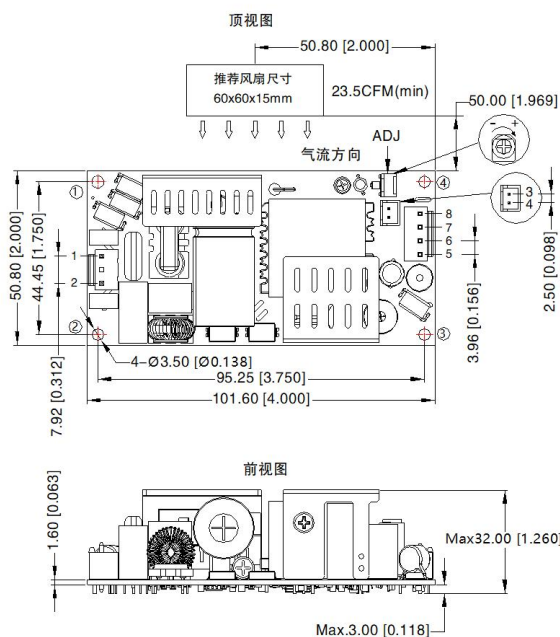 顶视图
50.80 [2.000]
推荐风扇尺寸
60x60x15mm
23.5CFM(min)
50.00 [1.969]
气流方向
ADJ
- +
① ④
3
4
8
7
6
5
1
2
② ③
50.80 [2.000]
44.45 [1.750]
7.92 [0.312]
3.96 [0.156]
2.50 [0.098]
4-Ø3.50 [Ø0.138]
95.25 [3.750]
101.60 [4.000]
前视图
1.60 [0.063]
Max32.00 [1.260]
Max.3.00 [0.118]